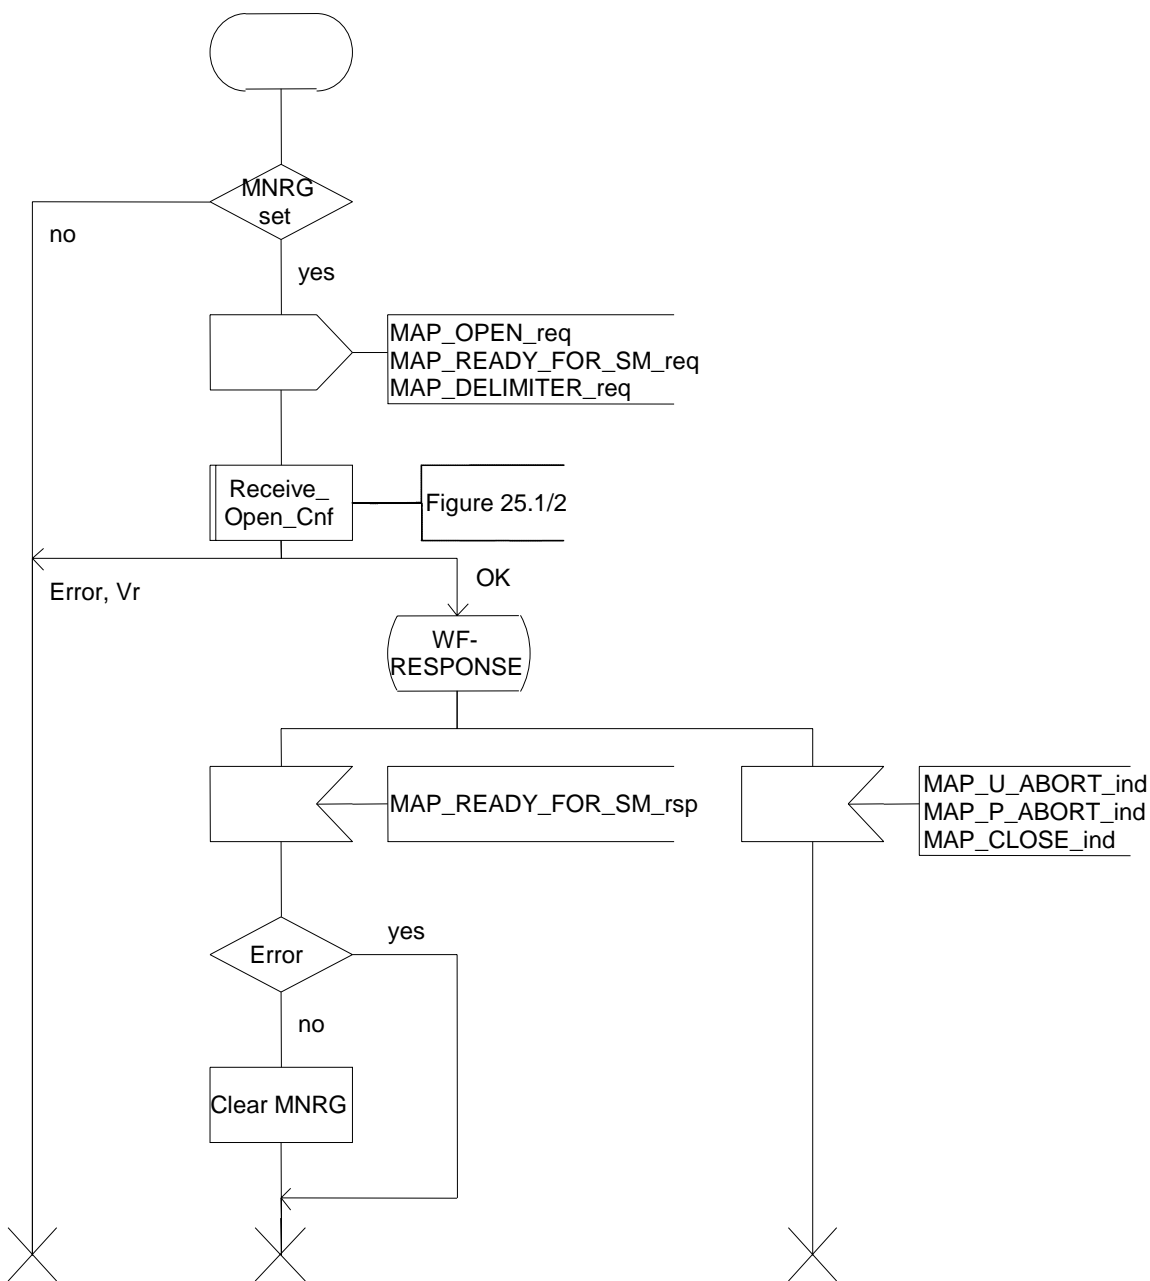 MNRG
set
no
yes
MAP_OPEN_req
MAP_READY_FOR_SM_req
MAP_DELIMITER_req
Receive_
Open_Cnf
Figure 25.1/2
Error, Vr
OK
WF-
RESPONSE
MAP_READY_FOR_SM_rsp
MAP_U_ABORT_ind
MAP_P_ABORT_ind
MAP_CLOSE_ind
Error
yes
no
Clear MNRG